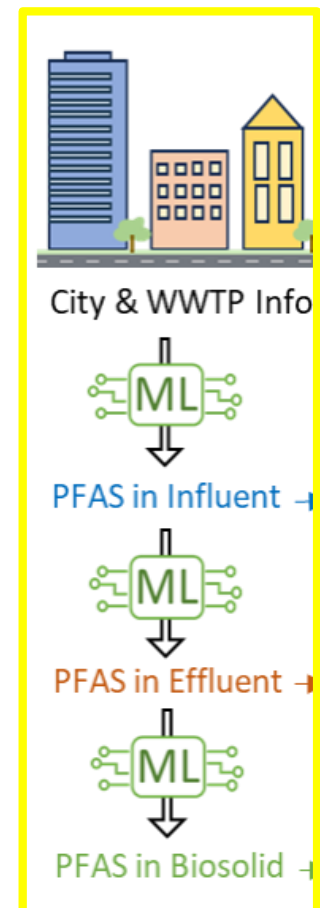 City & WWTP Info
ML
PFAS in Influent
ML
PFAS in Effluent
ML
PFAS in Biosolid